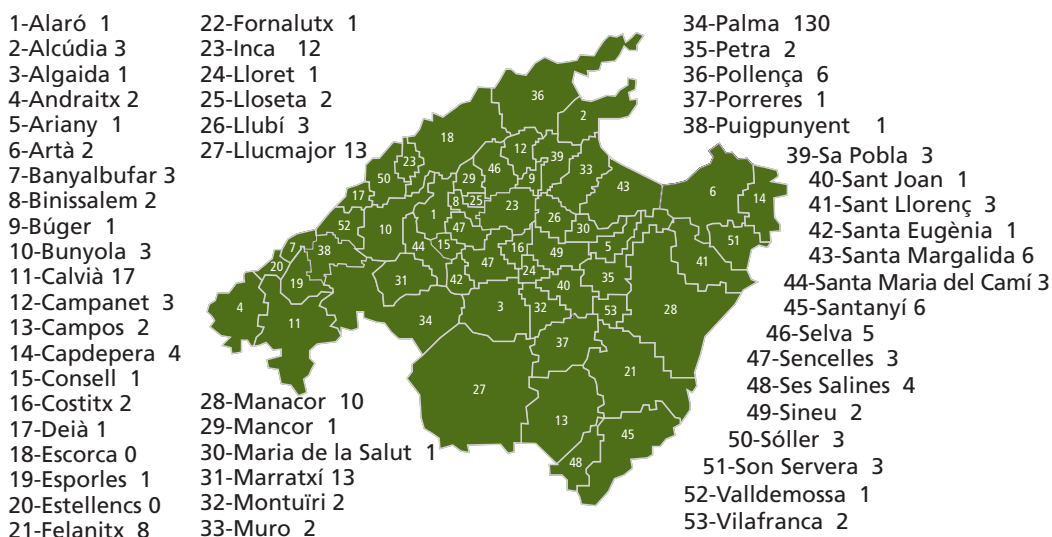 1-Alaró 1
2-Alcúdia 3
3-Algaida 1
4-Andraitx 2
5-Ariany 1
6-Artà 2
7-Banyalbufar 3
8-Binissalem 2
9-Búger 1
10-Bunyola 3
11-Calvià 17
12-Campanet 3
13-Campos 2
14-Capdepera 4
15-Consell 1
16-Costitx 2
17-Deià 1
18-Escorca 0
19-Esporles 1
20-Estellencs 0
21-Felanitx 8
22-Fornalutx 1
23-Inca 12
24-Lloret 1
25-Lloseta 2
26-Llubí 3
27-Llucmajor 13
28-Manacor 10
29-Mancor 1
30-Maria de la Salut 1
31-Marratxí 13
32-Montuïri 2
33-Muro 2
34-Palma 130
35-Petra 2
36-Pollença 6
37-Porreres 1
38-Puigpunyent 1
39-Sa Pobla 3
40-Sant Joan 1
41-Sant Llorenç 3
42-Santa Eugènia 1
43-Santa Margalida 6
44-Santa Maria del Camí 3
45-Santanyí 6
46-Selva 5
47-Sencelles 3
48-Ses Salines 4
49-Sineu 2
50-Sóller 3
51-Son Servera 3
52-Valldemossa 1
53-Vilafranca 2
36
2
18
12
39
23
46
33
50
29
9
43
6
14
17
8
25
23
1
26
52
47
30
10
51
7
38
44
15
16
49
5
41
20
47
24
19
31
42
40
35
28
4
11
34
3
32
53
37
27
21
13
45
48